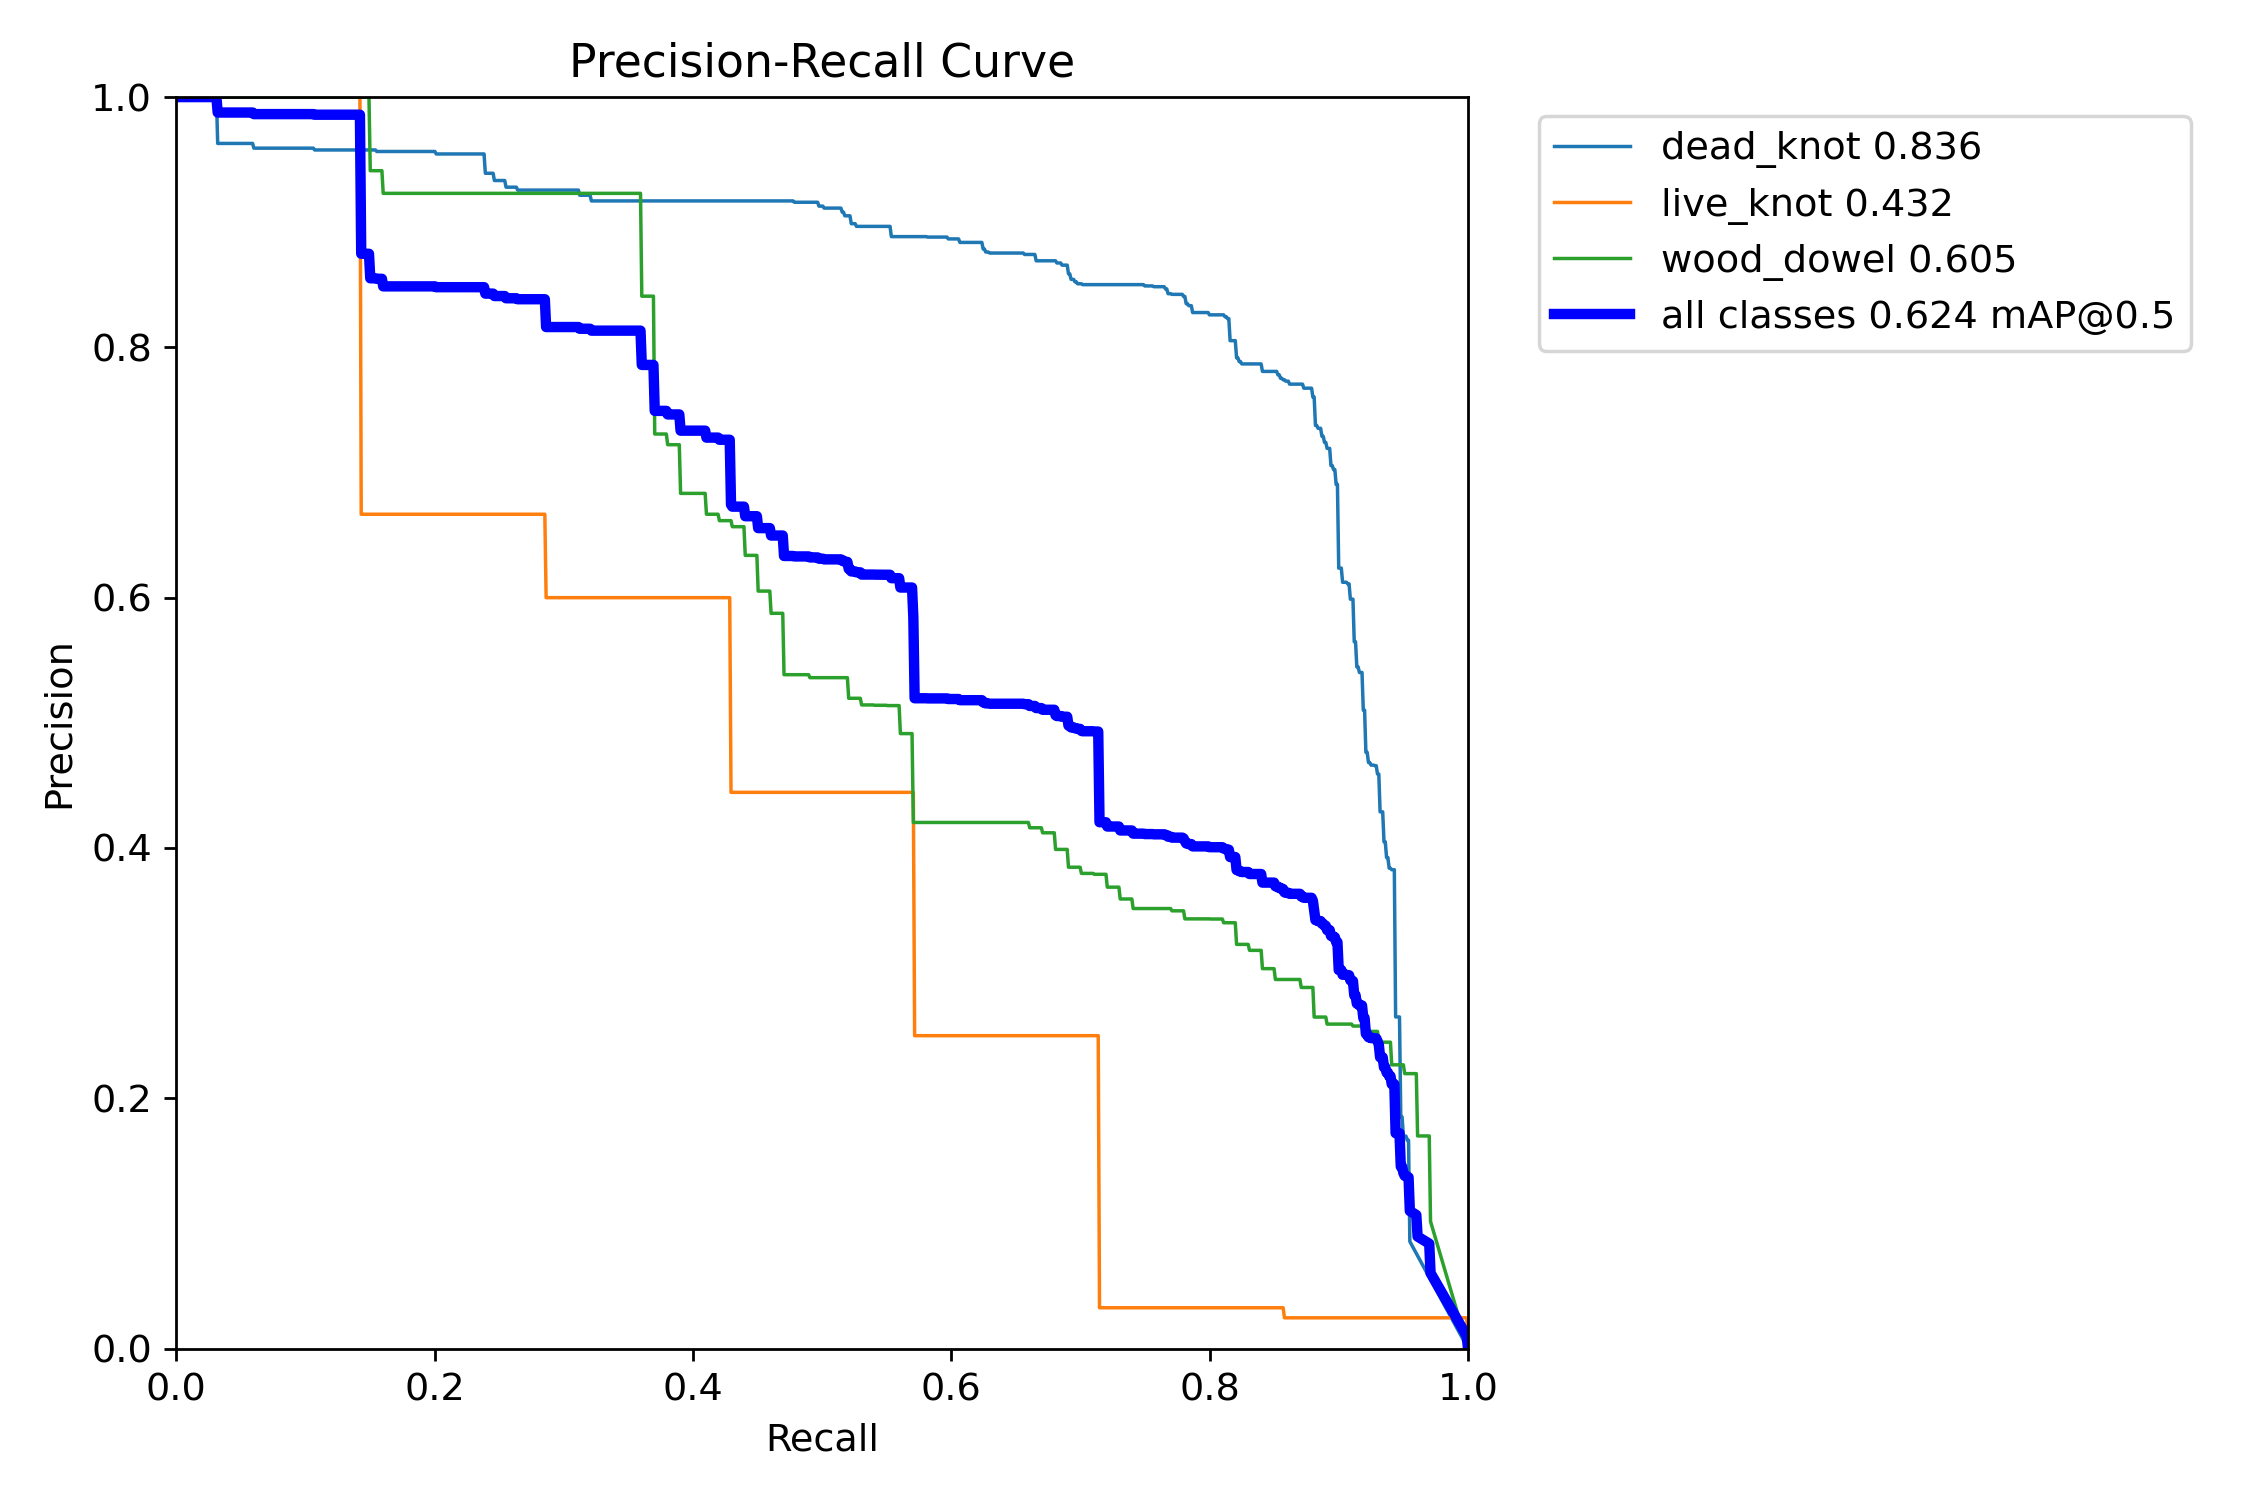 Precision-Recall Curve
1.0
0.8
0.6
0.4
0.2
0.0
Precision
0.0 0.2 0.4 0.6 0.8 1.0
Recall
dead_knot 0.836
live_knot 0.432
wood_dowel 0.605
all classes 0.624 mAP@0.5